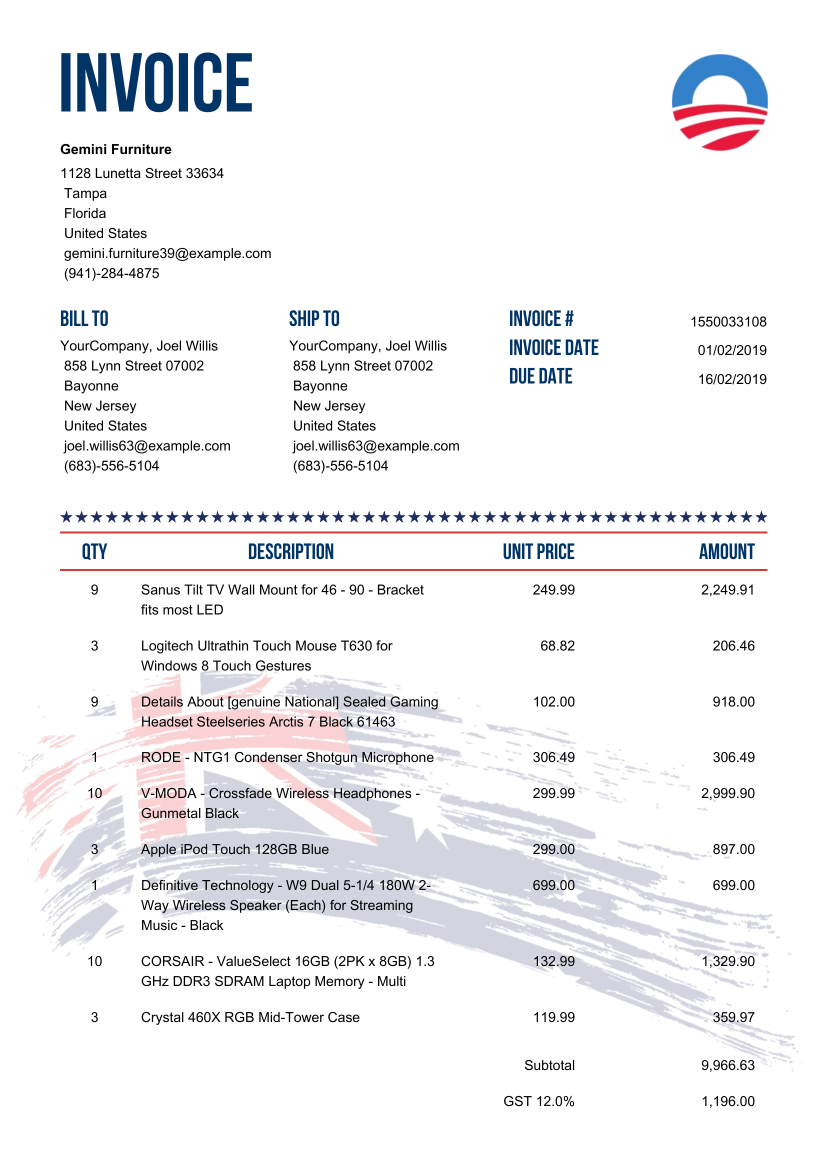 INVOICE
Gemini Furniture
1128 Lunetta Street 33634
Tampa
Florida
United States
gemini.furniture39@example.com
(941)-284-4875
BILL TO
YourCompany, Joel Willis
858 Lynn Street 07002
Bayonne
New Jersey
United States
joel.willis63@example.com
(683)-556-5104
SHIP TO
YourCompany, Joel Willis
858 Lynn Street 07002
Bayonne
New Jersey
United States
joel.willis63@example.com
(683)-556-5104
INVOICE # 1550033108
INVOICE DATE 01/02/2019
DUE DATE 16/02/2019
QTY DESCRIPTION UNIT PRICE AMOUNT
9 Sanus Tilt TV Wall Mount for 46 - 90 - Bracket 249.99 2,249.91
fits most LED
3 Logitech Ultrathin Touch Mouse T630 for 68.82 206.46
Windows 8 Touch Gestures
9 Details About [genuine National] Sealed Gaming 102.00 918.00
Headset Steelseries Arctis 7 Black 61463
1 RODE - NTG1 Condenser Shotgun Microphone 306.49 306.49
10 V-MODA - Crossfade Wireless Headphones - 299.99 2,999.90
Gunmetal Black
3 Apple iPod Touch 128GB Blue 299.00 897.00
1 Definitive Technology - W9 Dual 5-1/4 180W 2- 699.00 699.00
Way Wireless Speaker (Each) for Streaming
Music - Black
10 CORSAIR - ValueSelect 16GB (2PK x 8GB) 1.3 132.99 1,329.90
GHz DDR3 SDRAM Laptop Memory - Multi
3 Crystal 460X RGB Mid-Tower Case 119.99 359.97
Subtotal 9,966.63
GST 12.0% 1,196.00